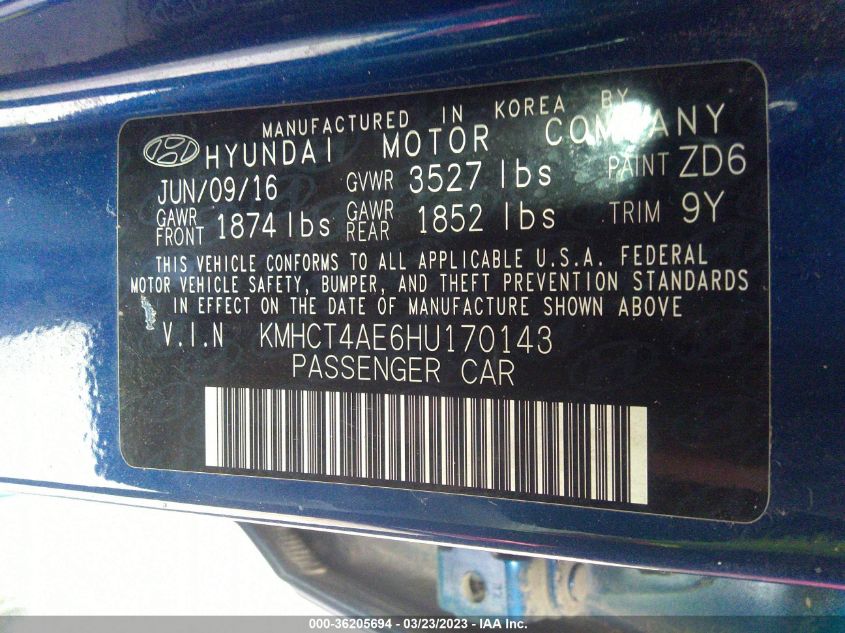 MANUFACTURED IN KOREA BY
HYUNDAI MOTOR COMPANY
JUN/09/16 GVWR 3527 lbs PAINT ZD6
GAWR FRONT 1874 lbs GAWR REAR 1852 lbs TRIM 9Y
THIS VEHICLE CONFORMS TO ALL APPLICABLE U.S.A. FEDERAL
MOTOR VEHICLE SAFETY, BUMPER, AND THEFT PREVENTION STANDARDS
IN EFFECT ON THE DATE OF MANUFACTURE SHOWN ABOVE
V.I.N KMHCT4AE6HU170143
PASSENGER CAR
000-36205694 - 03/23/2023 - IAA Inc.